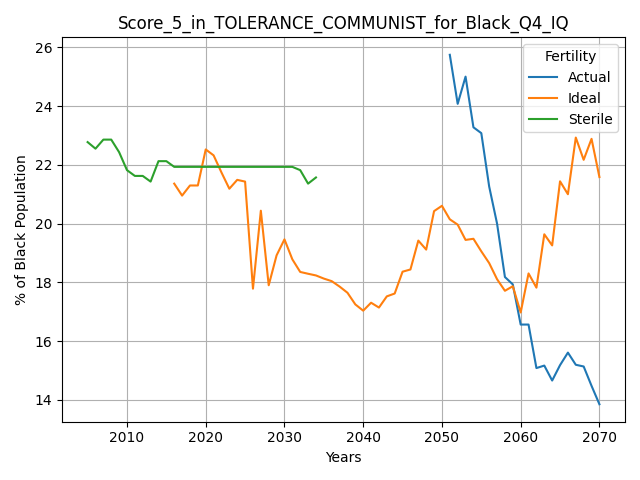 Score_5_in_TOLERANCE_COMMUNIST_for_Black_Q4_IQ
Fertility
Actual
Ideal
Sterile
% of Black Population
26
24
22
20
18
16
14
2010 2020 2030 2040 2050 2060 2070
Years